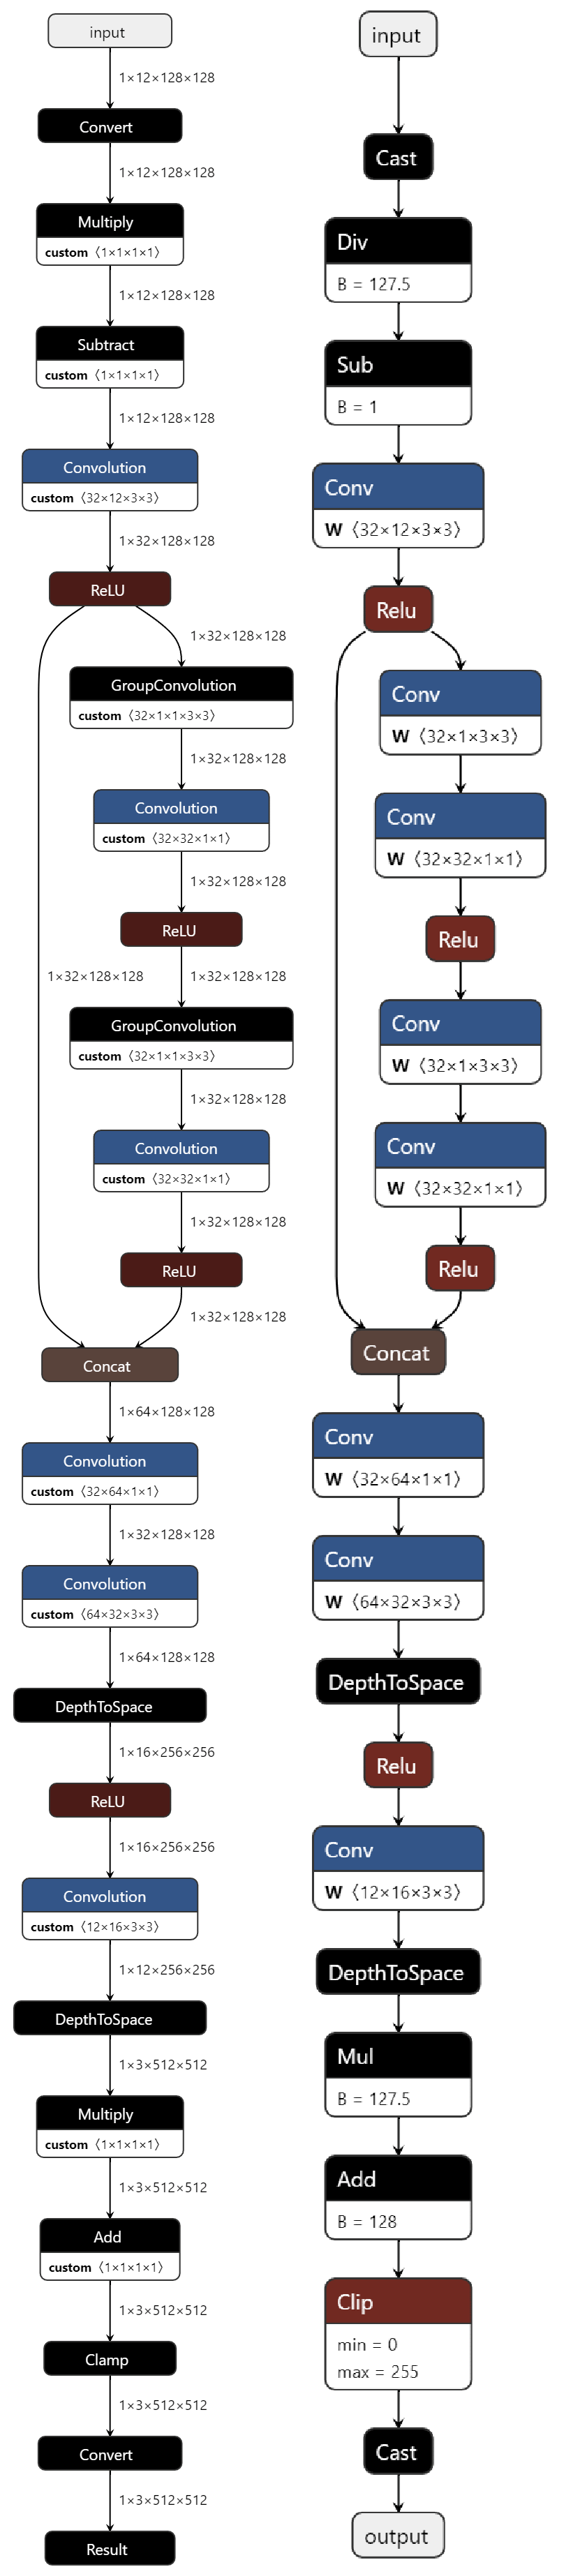 input
1×12×128×128
Convert
1×12×128×128
Multiply
custom 〈1×1×1×1〉
1×12×128×128
Subtract
custom 〈1×1×1×1〉
1×12×128×128
Convolution
custom 〈32×12×3×3〉
1×32×128×128
ReLU
1×32×128×128
GroupConvolution
custom 〈32×1×1×3×3〉
1×32×128×128
Convolution
custom 〈32×32×1×1〉
1×32×128×128
ReLU
1×32×128×128
1×32×128×128
GroupConvolution
custom 〈32×1×1×3×3〉
1×32×128×128
Convolution
custom 〈32×32×1×1〉
1×32×128×128
ReLU
1×32×128×128
Concat
1×64×128×128
Convolution
custom 〈32×64×1×1〉
1×32×128×128
Convolution
custom 〈64×32×3×3〉
1×64×128×128
DepthToSpace
1×16×256×256
ReLU
1×16×256×256
Convolution
custom 〈12×16×3×3〉
1×12×256×256
DepthToSpace
1×3×512×512
Multiply
custom 〈1×1×1×1〉
1×3×512×512
Add
custom 〈1×1×1×1〉
1×3×512×512
Clamp
1×3×512×512
Convert
1×3×512×512
Result
input
Cast
Div
B = 127.5
Sub
B = 1
Conv
W 〈32×12×3×3〉
Relu
Conv
W 〈32×1×3×3〉
Conv
W 〈32×32×1×1〉
Relu
Conv
W 〈32×1×3×3〉
Conv
W 〈32×32×1×1〉
Relu
Concat
Conv
W 〈32×64×1×1〉
Conv
W 〈64×32×3×3〉
DepthToSpace
Relu
Conv
W 〈12×16×3×3〉
DepthToSpace
Mul
B = 127.5
Add
B = 128
Clip
min = 0
max = 255
Cast
output